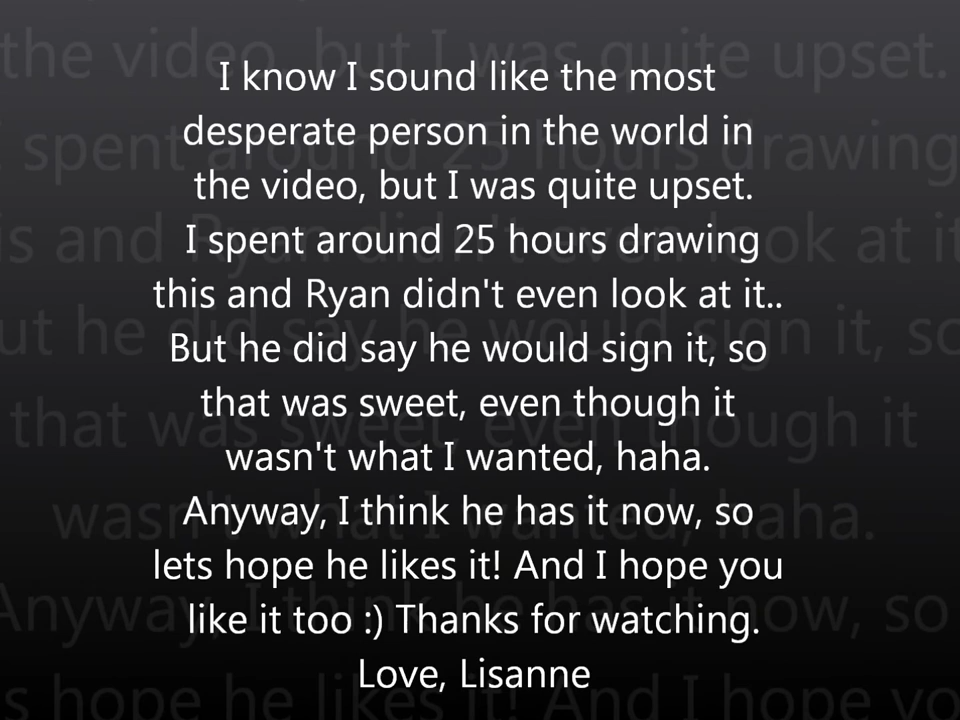 I know I sound like the most
desperate person in the world in
the video, but I was quite upset.
I spent around 25 hours drawing
this and Ryan didn't even look at it..
But he did say he would sign it, so
that was sweet, even though it
wasn't what I wanted, haha.
Anyway, I think he has it now, so
lets hope he likes it! And I hope you
like it too :) Thanks for watching.
Love, Lisanne